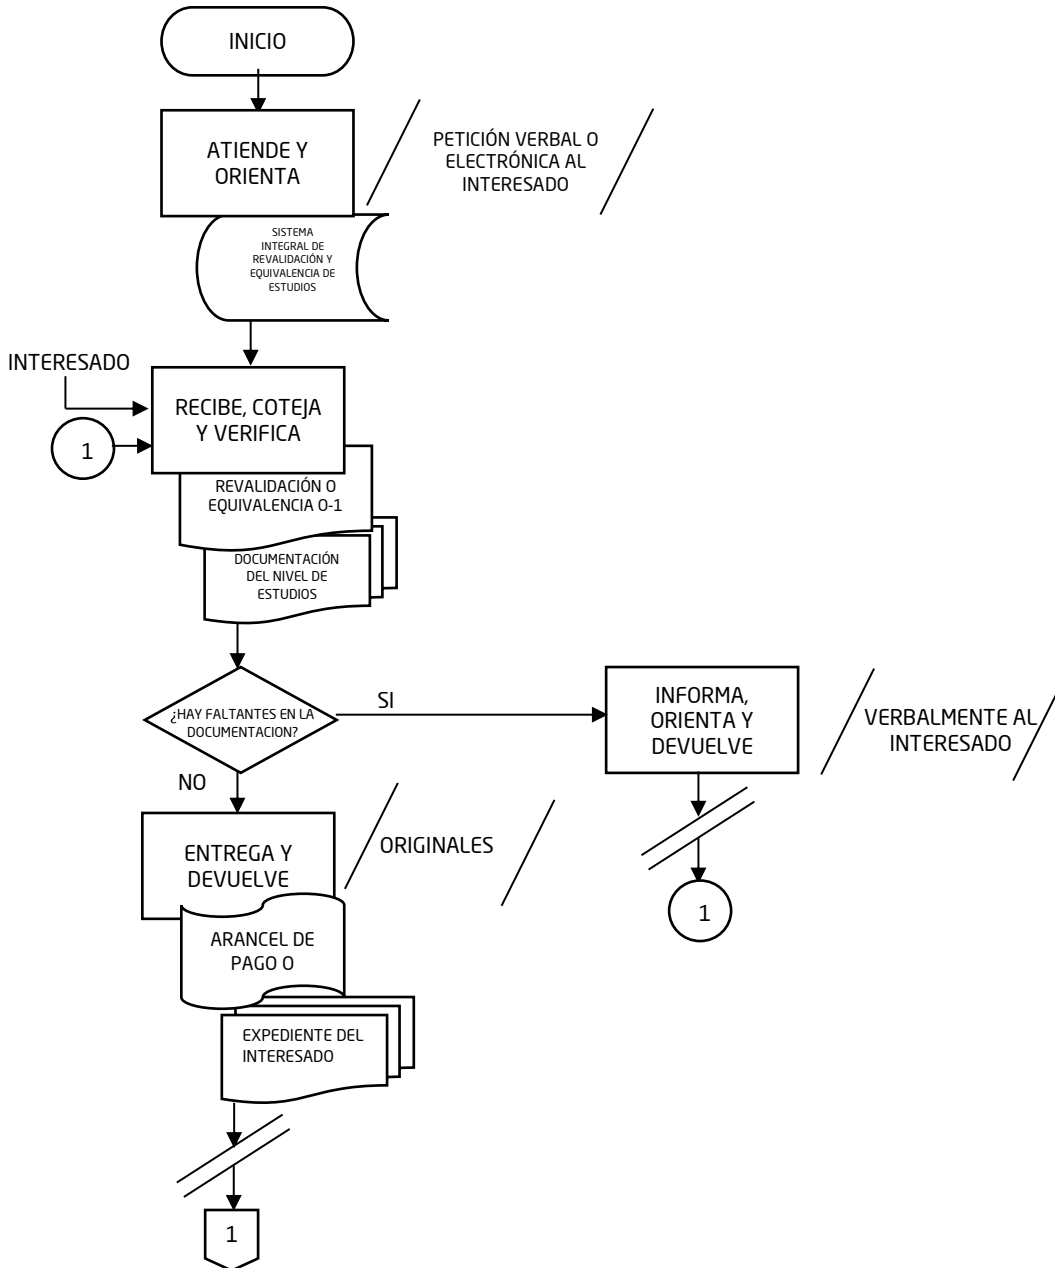 INICIO
ATIENDE Y
ORIENTA
PETICIÓN VERBAL O
ELECTRÓNICA AL
INTERESADO
SISTEMA
INTEGRAL DE
REVALIDACIÓN Y
EQUIVALENCIA DE
ESTUDIOS
INTERESADO
RECIBE, COTEJA
Y VERIFICA
1
REVALIDACIÓN O
EQUIVALENCIA O-1
DOCUMENTACIÓN
DEL NIVEL DE
ESTUDIOS
¿HAY FALTANTES EN LA
DOCUMENTACION?
SI
INFORMA,
ORIENTA Y
DEVUELVE
VERBALMENTE AL
INTERESADO
NO
ENTREGA Y
DEVUELVE
ORIGINALES
1
ARANCEL DE
PAGO O
EXPEDIENTE DEL
INTERESADO
1